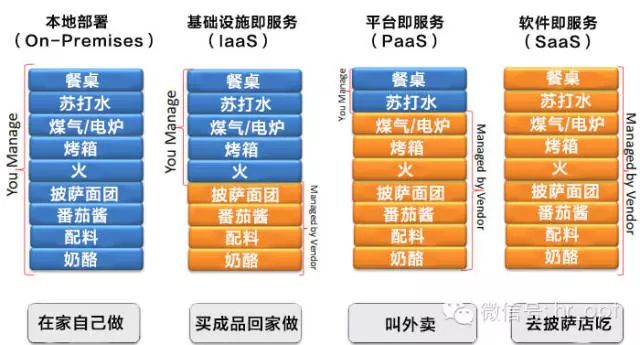 本地部署
（On-Premises）
You Manage
餐桌
苏打水
煤气/电炉
烤箱
火
披萨面团
番茄酱
配料
奶酪
在家自己做
基础设施即服务
（IaaS）
You Manage
餐桌
苏打水
煤气/电炉
烤箱
火
披萨面团
番茄酱
配料
奶酪
Managed by Vendor
买成品回家做
平台即服务
（PaaS）
You Manage
餐桌
苏打水
煤气/电炉
烤箱
火
披萨面团
番茄酱
配料
奶酪
Managed by Vendor
叫外卖
软件即服务
（SaaS）
餐桌
苏打水
煤气/电炉
烤箱
火
披萨面团
番茄酱
配料
奶酪
Managed by Vendor
去披萨店吃
微信号: